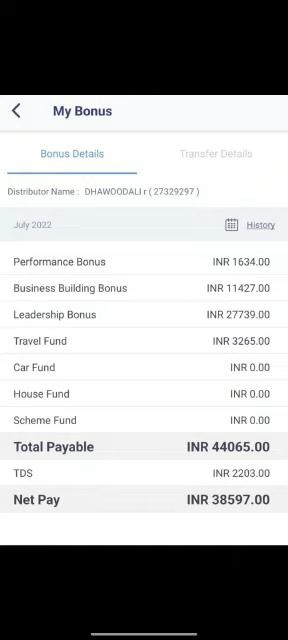 My Bonus
Bonus Details Transfer Details
Distributor Name : DHAWOODALI r ( 27329297 )
July 2022 History
Performance Bonus INR 1634.00
Business Building Bonus INR 11427.00
Leadership Bonus INR 27739.00
Travel Fund INR 3265.00
Car Fund INR 0.00
House Fund INR 0.00
Scheme Fund INR 0.00
Total Payable INR 44065.00
TDS INR 2203.00
Net Pay INR 38597.00